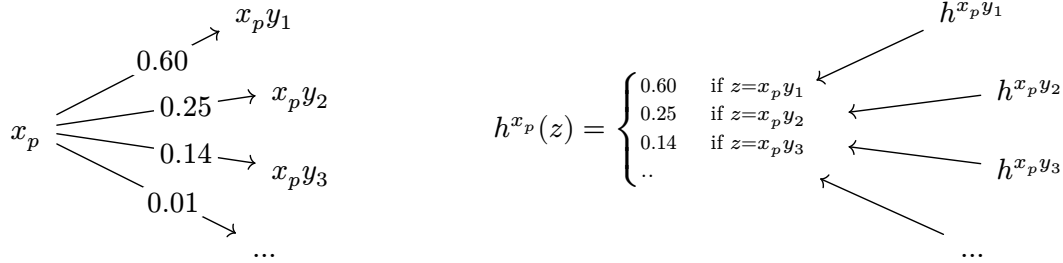 x_p y_1
0.60
x_p y_2
0.25
x_p
0.14
x_p y_3
0.01
...
h^{x_p y_1}
h^{x_p}(z) = { 0.60 if z=x_p y_1
0.25 if z=x_p y_2
0.14 if z=x_p y_3
..
h^{x_p y_2}
h^{x_p y_3}
...